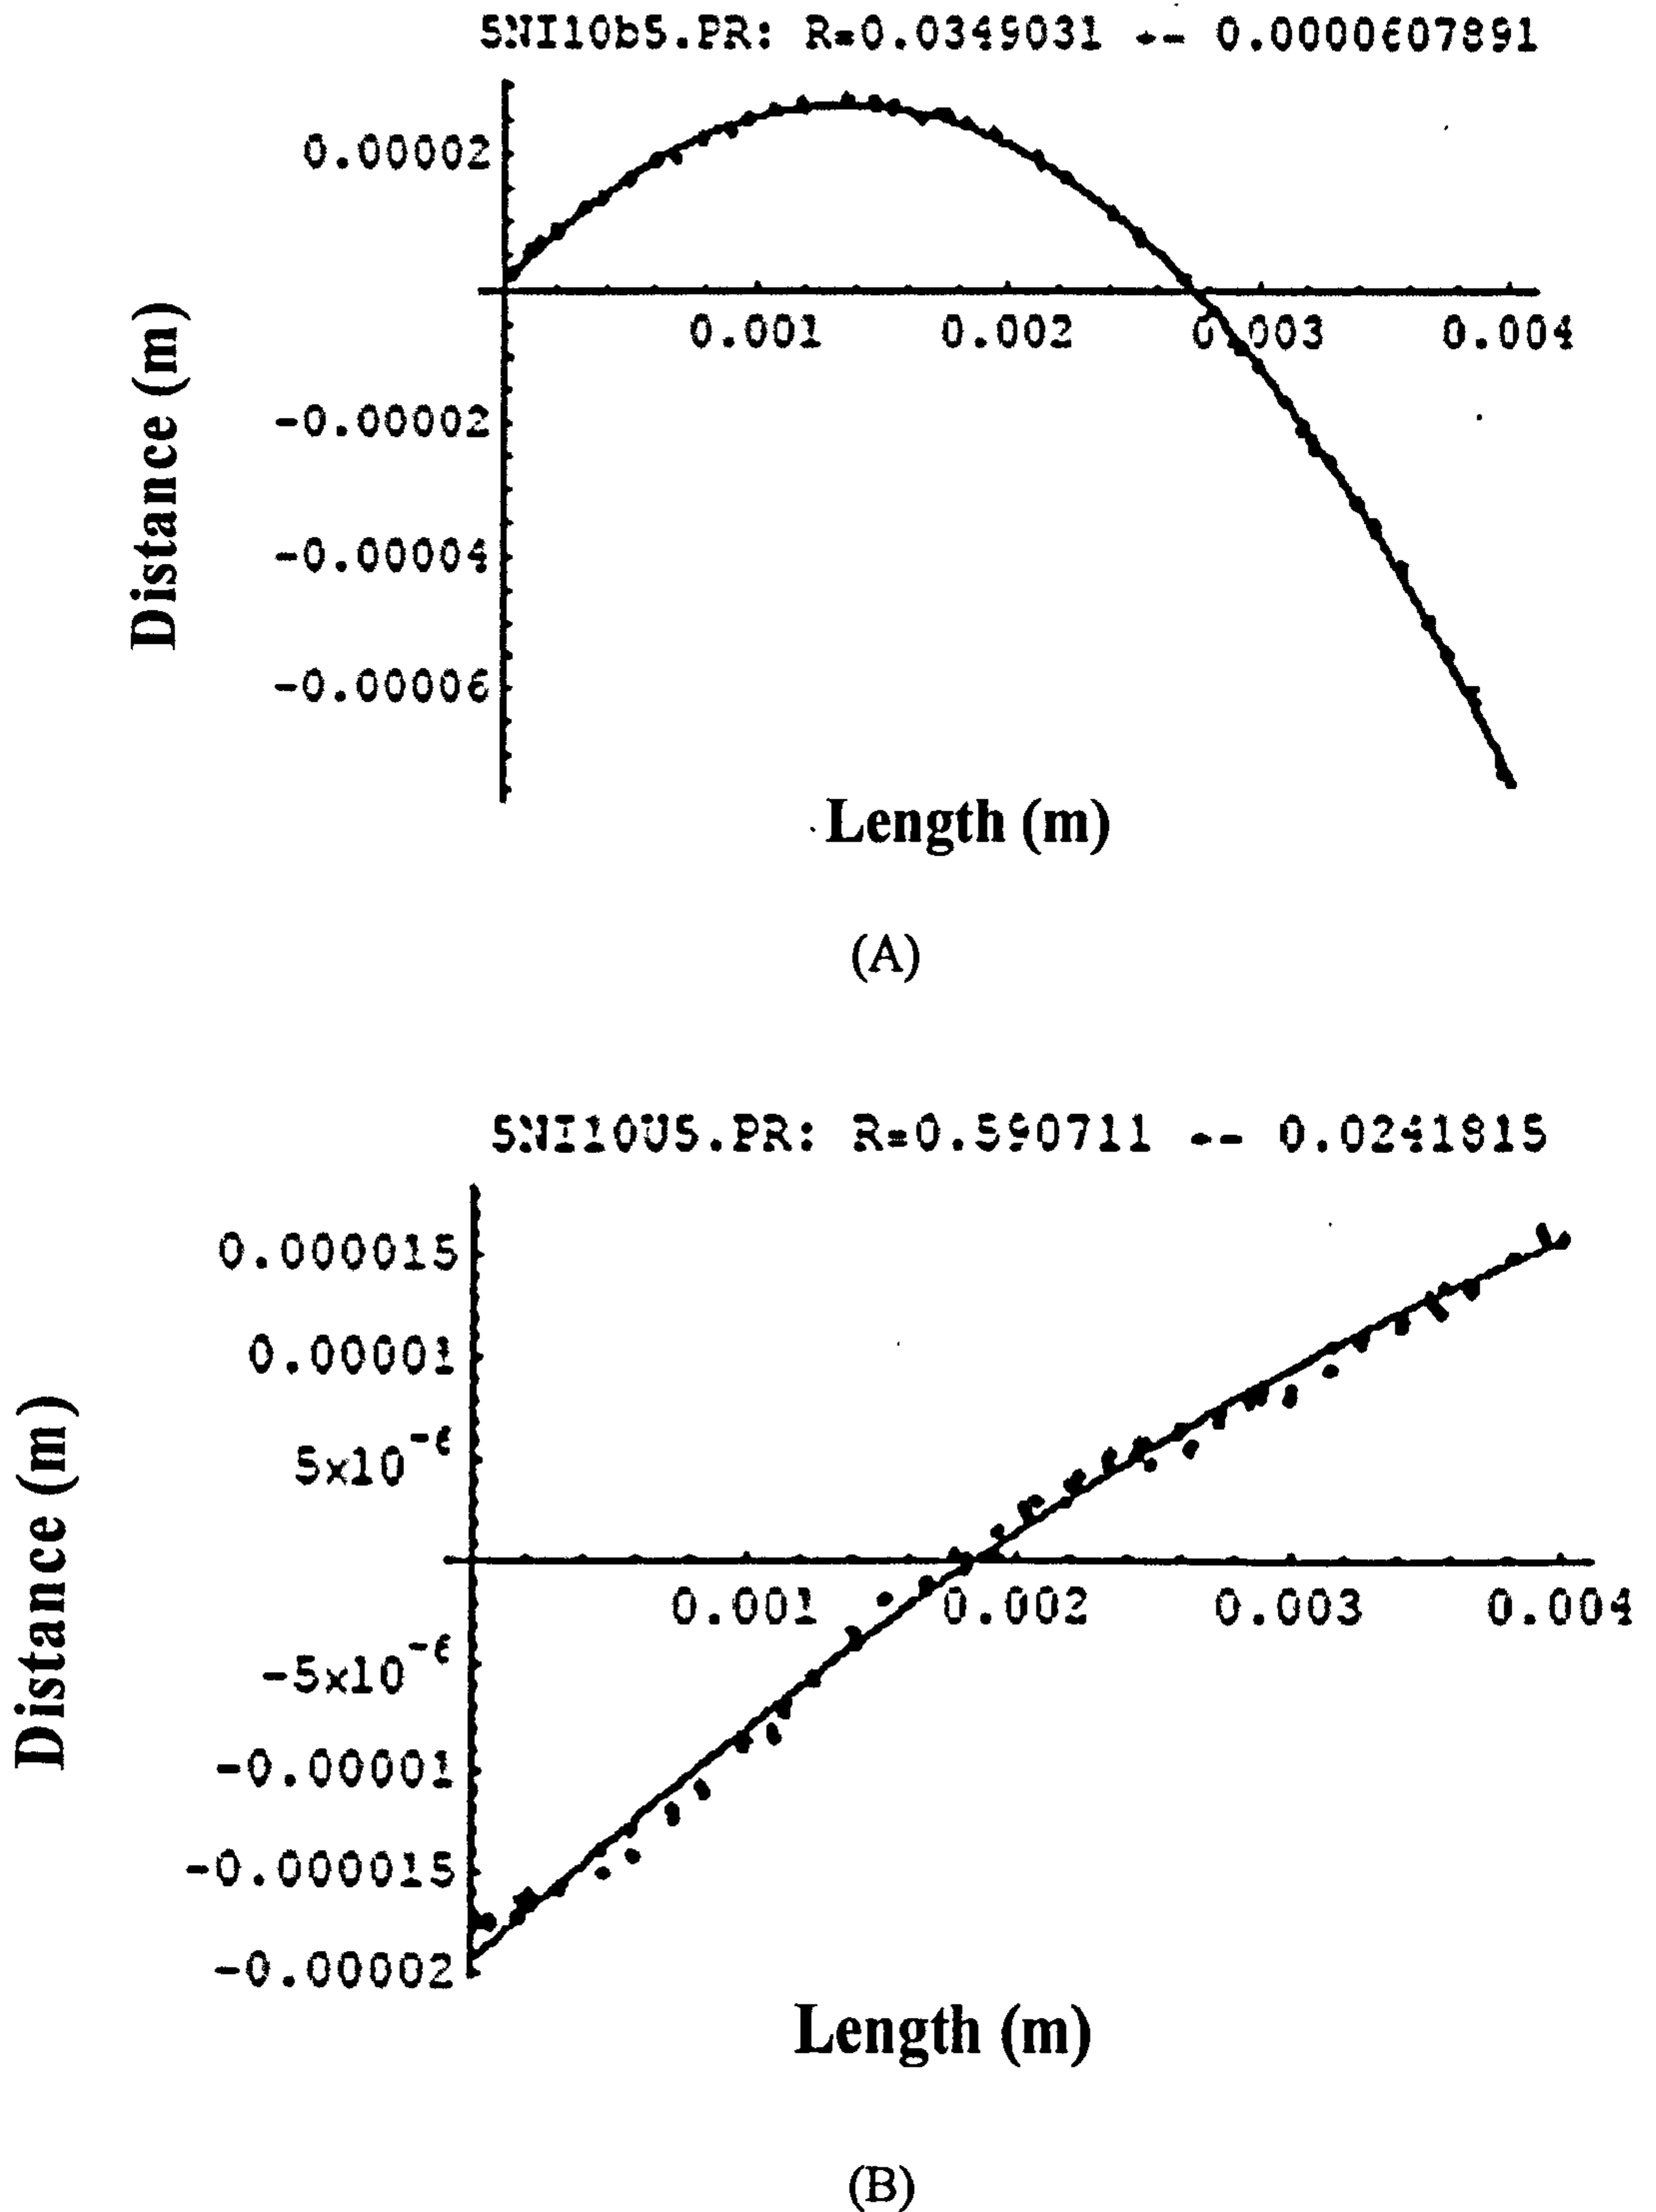 5NI10b5.PR: R=0.0349031 +- 0.0000607891
0.00002
0.001 0.002 0.003 0.004
-0.00002
-0.00004
-0.00006
Distance (m)
Length (m)
(A)
5NI10U5.PR: R=0.590711 +- 0.0241815
0.000015
0.00001
5x10⁻⁶
0.001 0.002 0.003 0.004
-5x10⁻⁶
-0.00001
-0.000015
-0.00002
Distance (m)
Length (m)
(B)